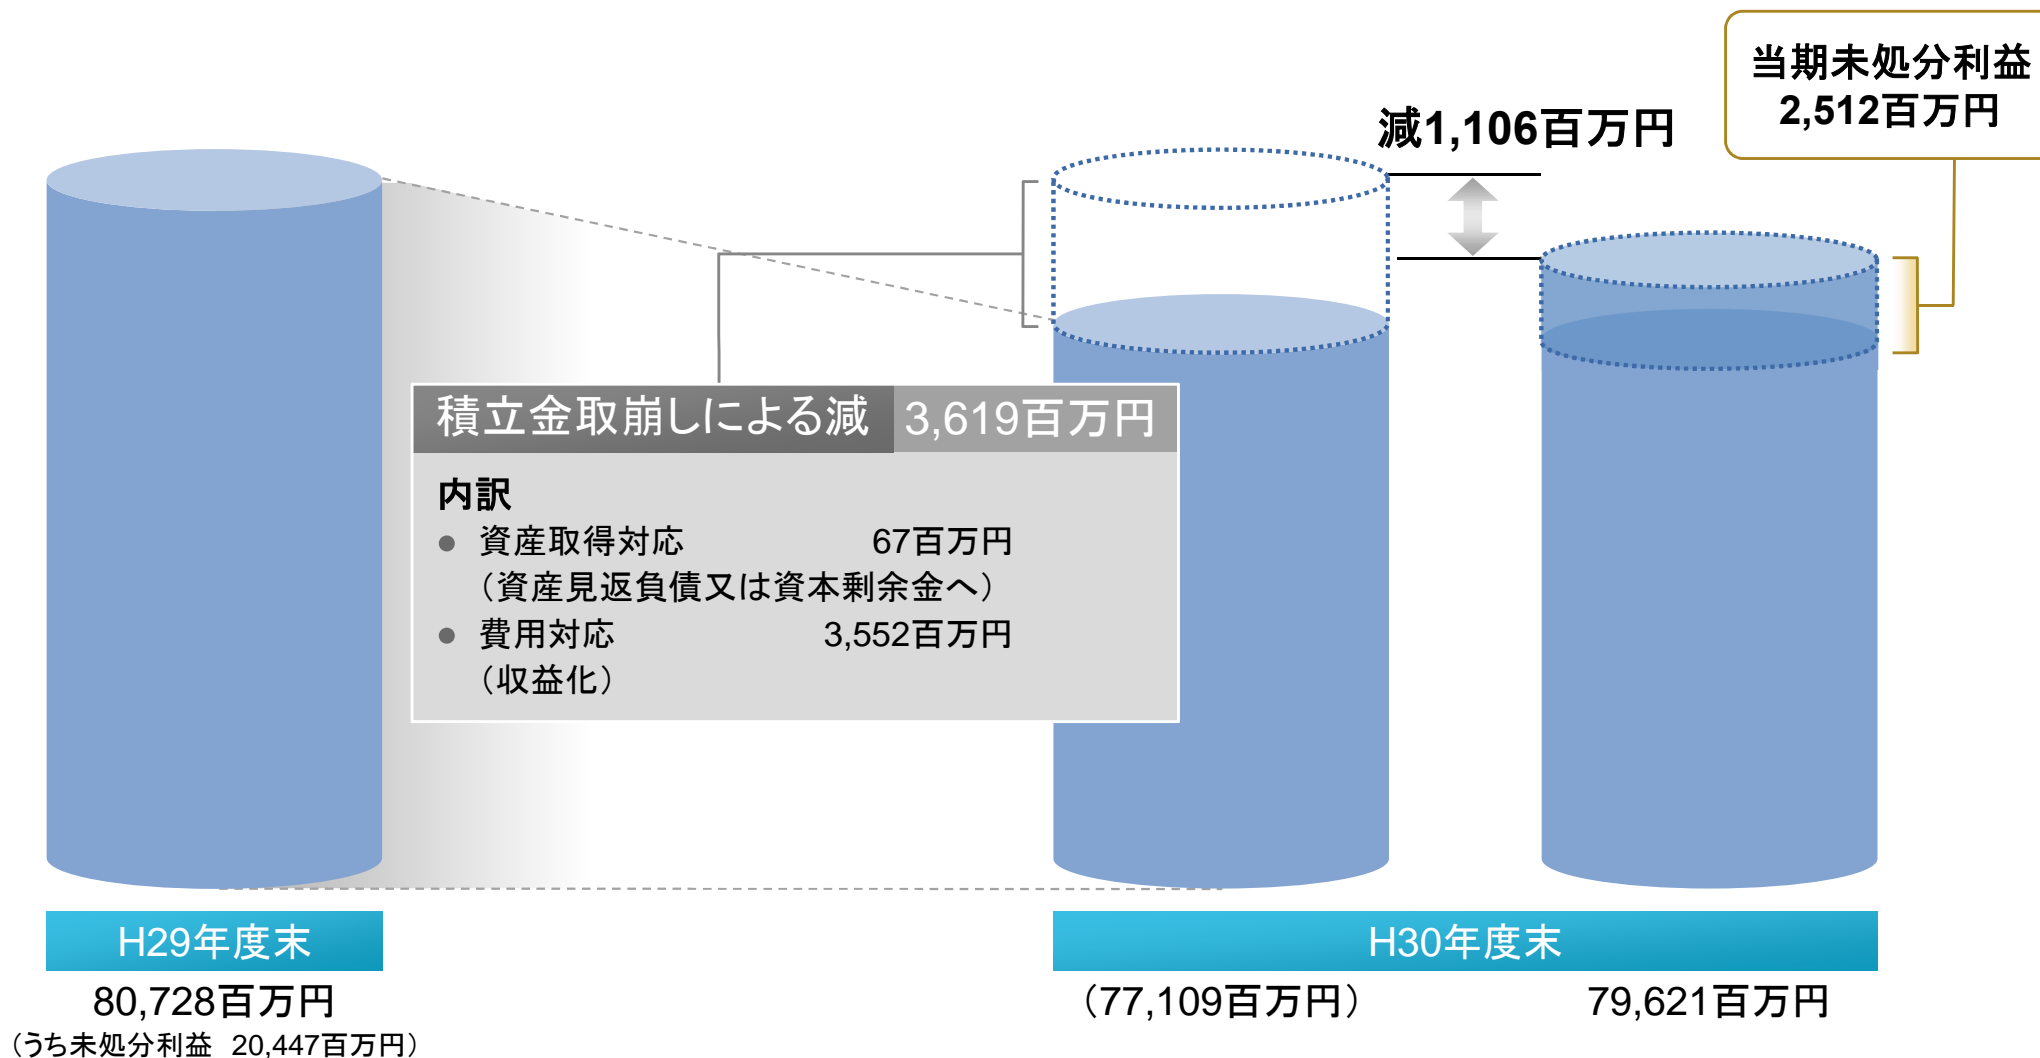 当期未処分利益
2,512百万円
減1,106百万円
積立金取崩しによる減 3,619百万円
内訳
● 資産取得対応 67百万円
（資産見返負債又は資本剰余金へ）
● 費用対応 3,552百万円
（収益化）
H29年度末
80,728百万円
（うち未処分利益 20,447百万円）
H30年度末
（77,109百万円） 79,621百万円